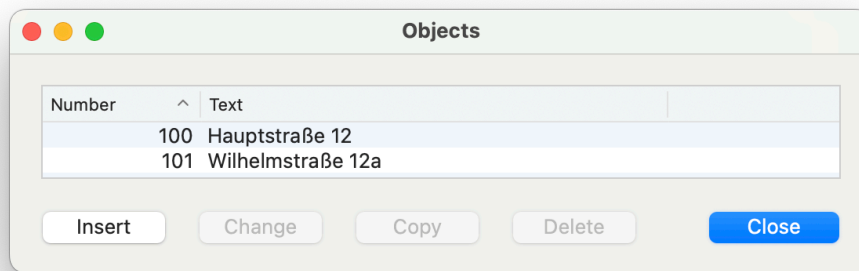 Objects
Number Text
100 Hauptstraße 12
101 Wilhelmstraße 12a
Insert Change Copy Delete Close